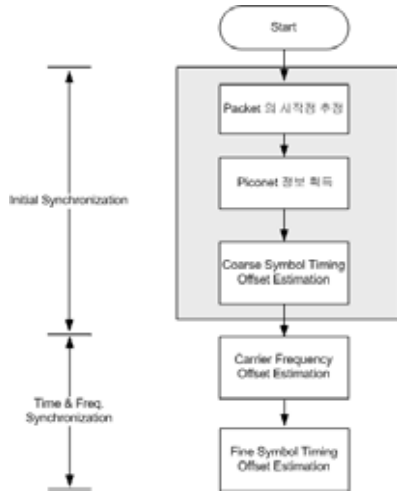 Start
Packet 의 시작점 추정
Piconet 정보 획득
Initial Synchronization
Coarse Symbol Timing
Offset Estimation
Carrier Frequency
Offset Estimation
Time & Freq.
Synchronization
Fine Symbol Timing
Offset Estimation